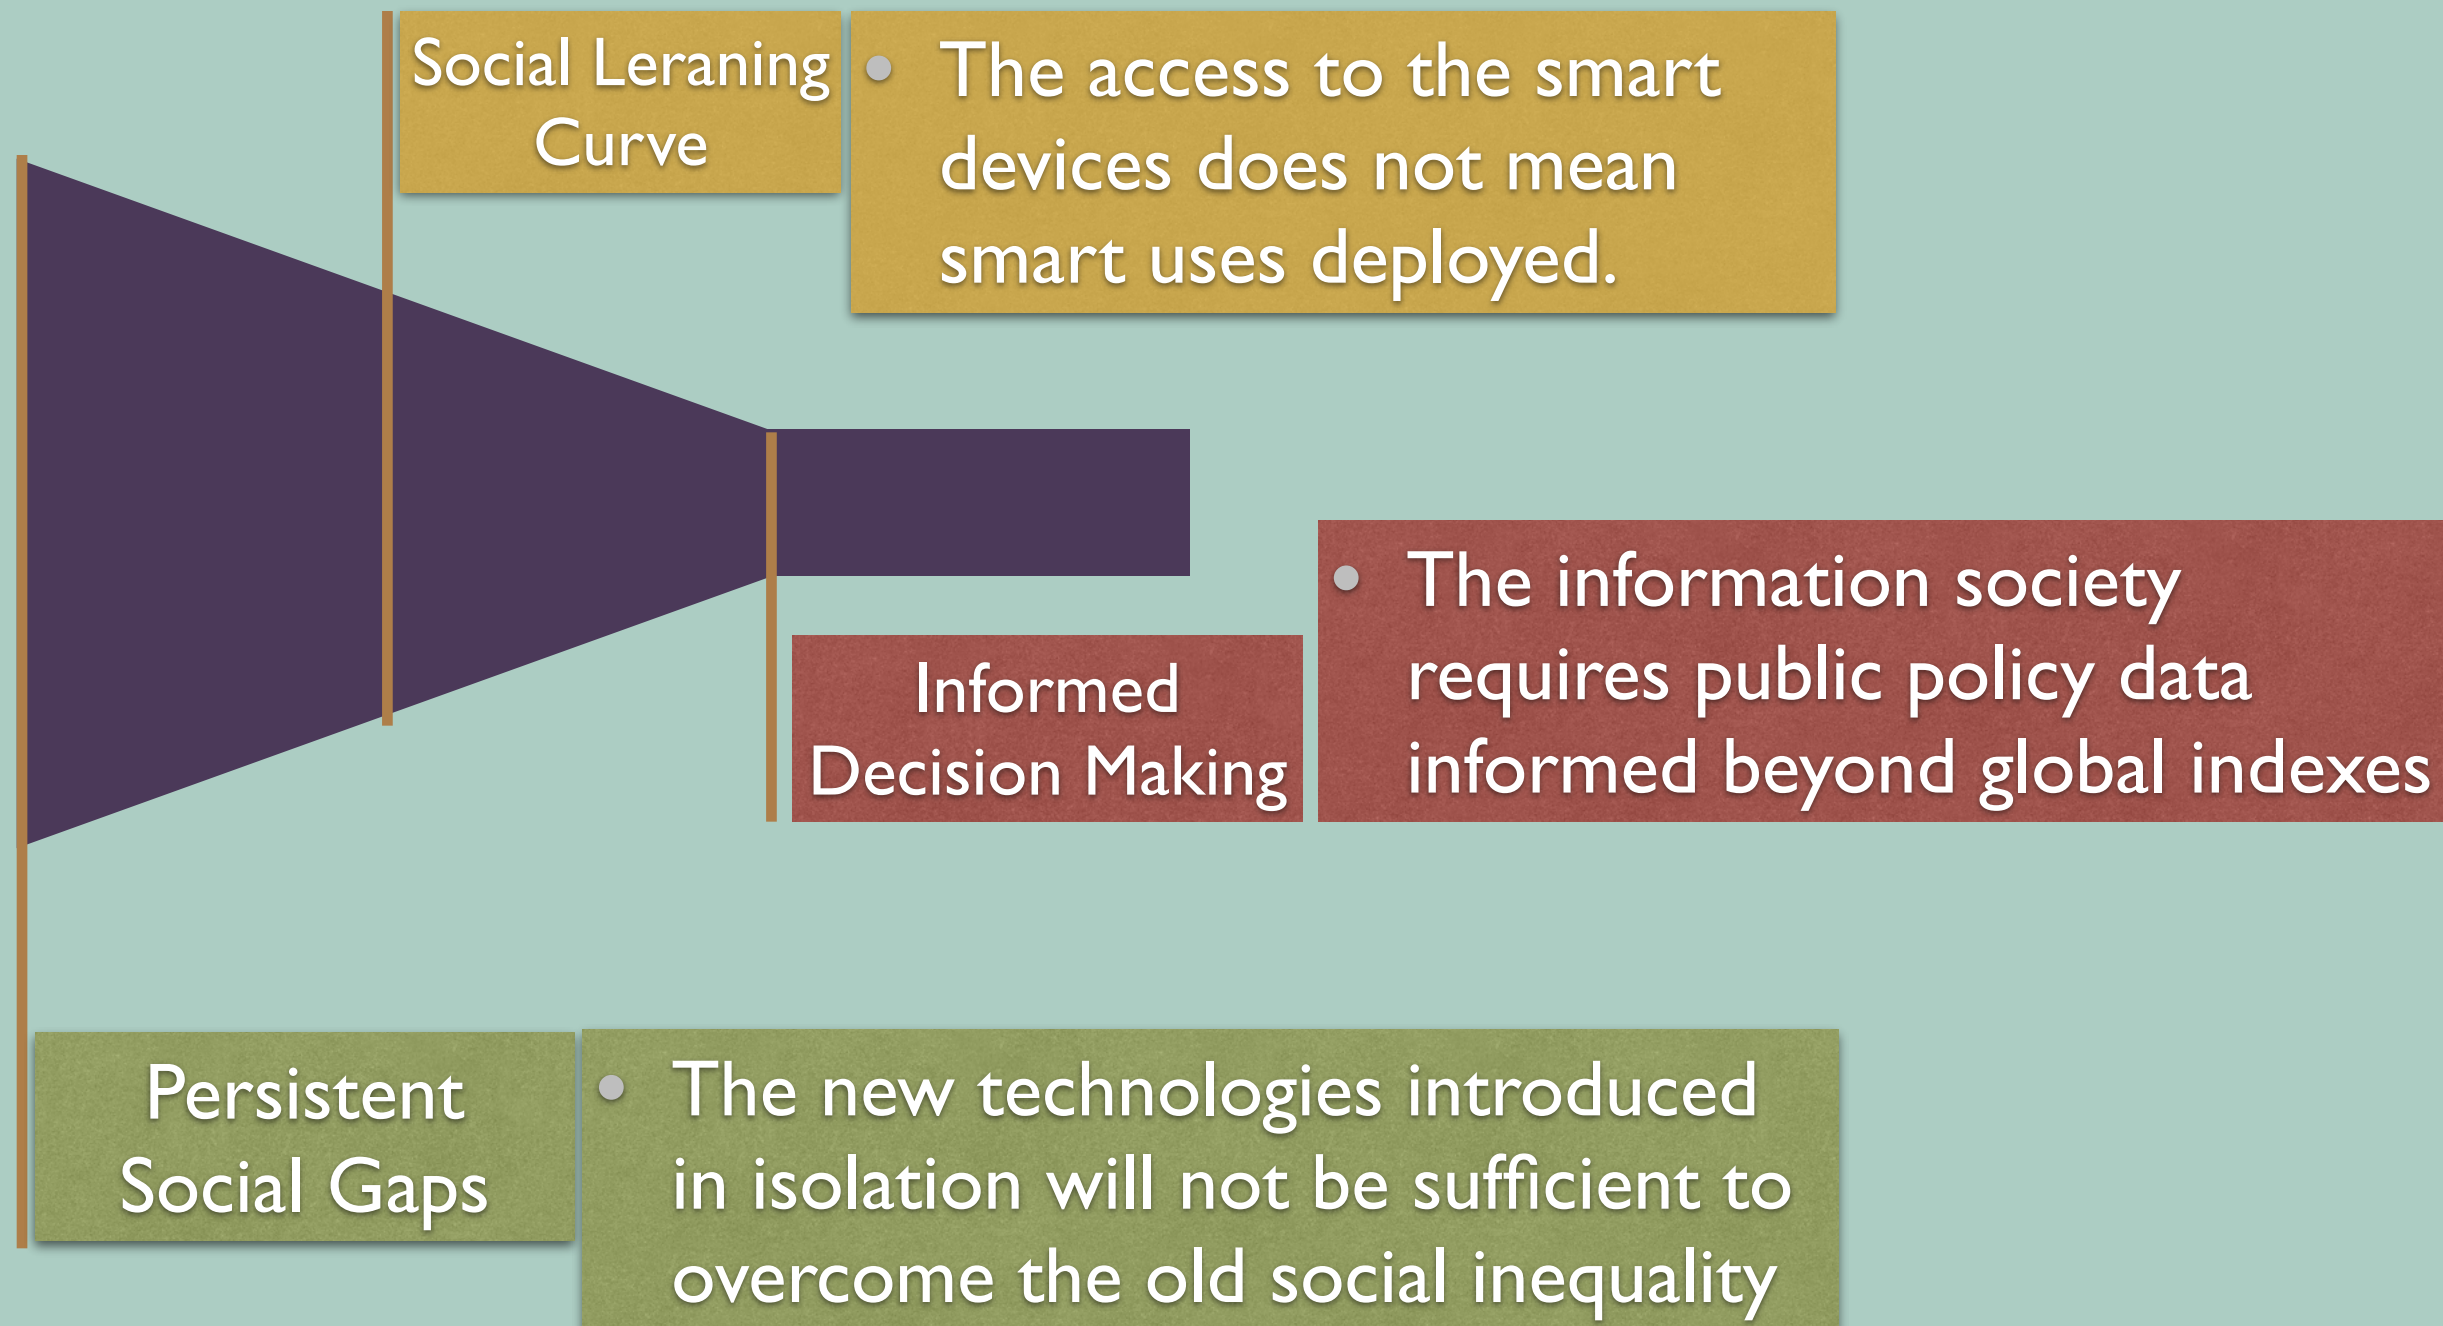 Social Leraning
Curve
• The access to the smart
devices does not mean
smart uses deployed.
Informed
Decision Making
• The information society
requires public policy data
informed beyond global indexes
Persistent
Social Gaps
• The new technologies introduced
in isolation will not be sufficient to
overcome the old social inequality